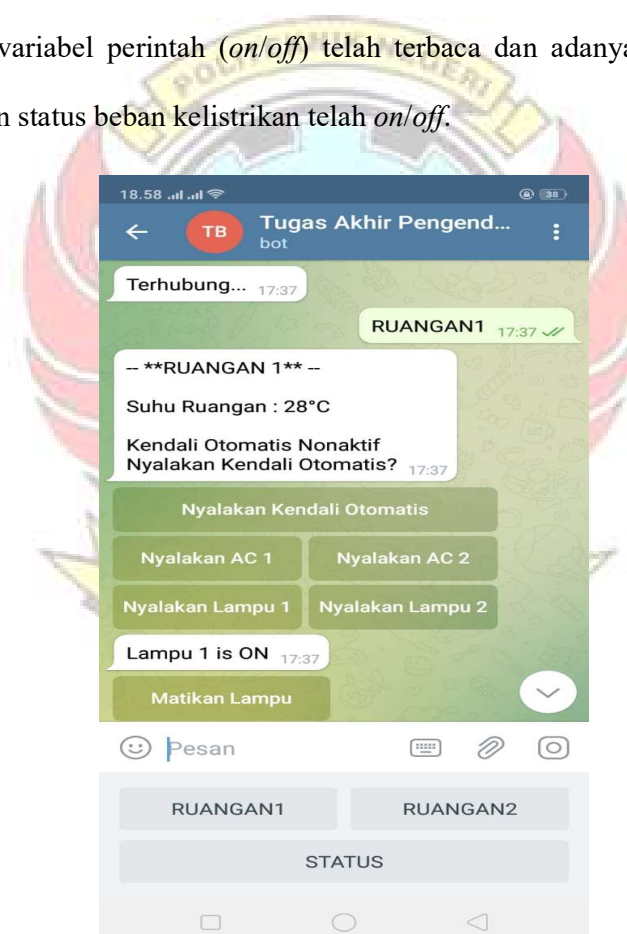 variabel perintah (on/off) telah terbaca dan adanya
n status beban kelistrikan telah on/off.
POLITEKNIK NEGERI
18.58
38
TB
Tugas Akhir Pengend...
bot
Terhubung... 17:37
RUANGAN1 17:37
-- **RUANGAN 1** --
Suhu Ruangan : 28°C
Kendali Otomatis Nonaktif
Nyalakan Kendali Otomatis? 17:37
Nyalakan Kendali Otomatis
Nyalakan AC 1 Nyalakan AC 2
Nyalakan Lampu 1 Nyalakan Lampu 2
Lampu 1 is ON 17:37
Matikan Lampu
Pesan
RUANGAN1 RUANGAN2
STATUS